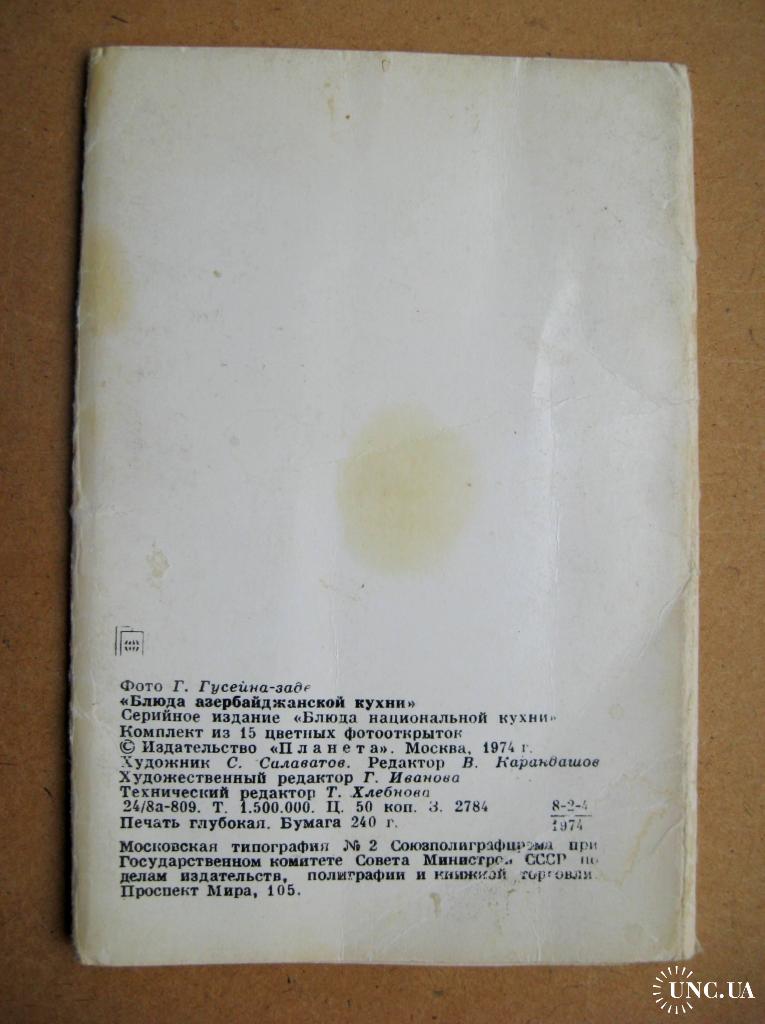 Фото Г. Гусейна-заде
«Блюда азербайджанской кухни»
Серийное издание «Блюда национальной кухни»
Комплект из 15 цветных фотооткрыток
© Издательство «Планета». Москва, 1974 г.
Художник С. Салаватов. Редактор В. Карандашов
Художественный редактор Г. Иванова
Технический редактор Т. Хлебнова
24/8а-809. Т. 1.500.000. Ц. 50 коп. З. 2784 8-2-4
Печать глубокая. Бумага 240 г. 1974
Московская типография № 2 Союзполиграфпрома при
Государственном комитете Совета Министров СССР по
делам издательств, полиграфии и книжной торговли.
Проспект Мира, 105.
UNC.UA